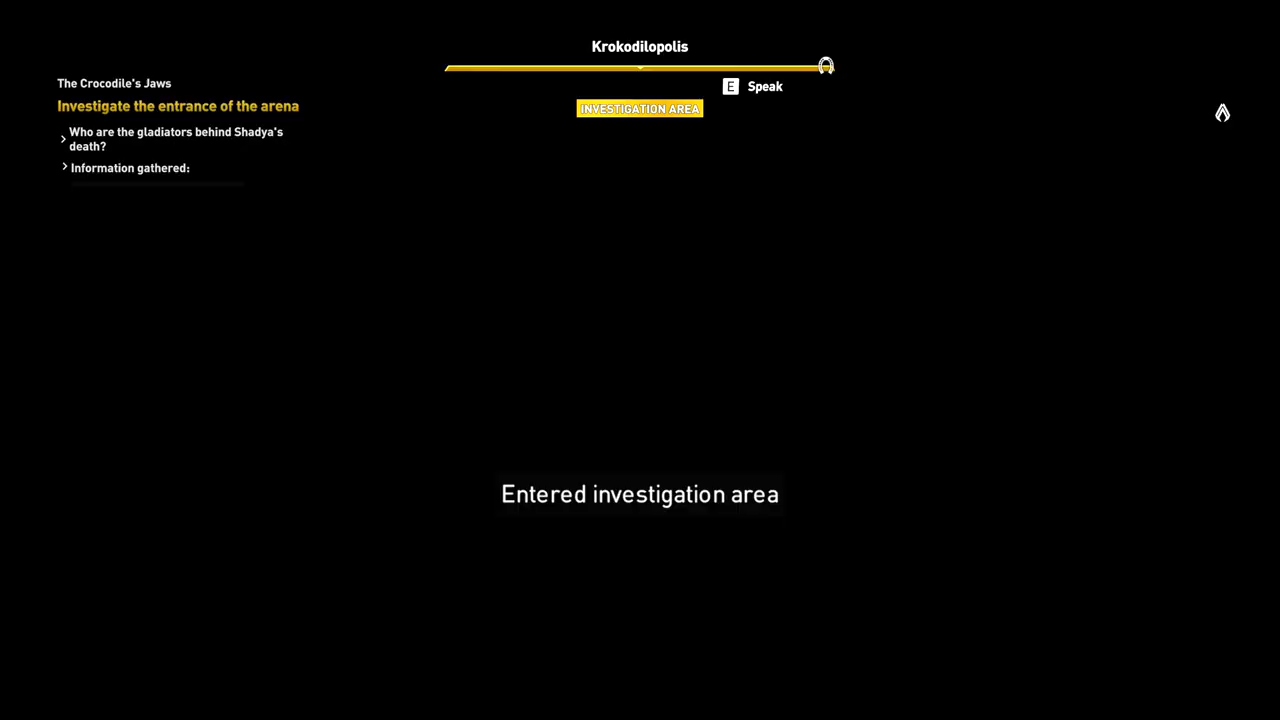 Krokodilopolis
The Crocodile's Jaws
E Speak
Investigate the entrance of the arena
INVESTIGATION AREA
Who are the gladiators behind Shadya's
death?
Information gathered:
Entered investigation area